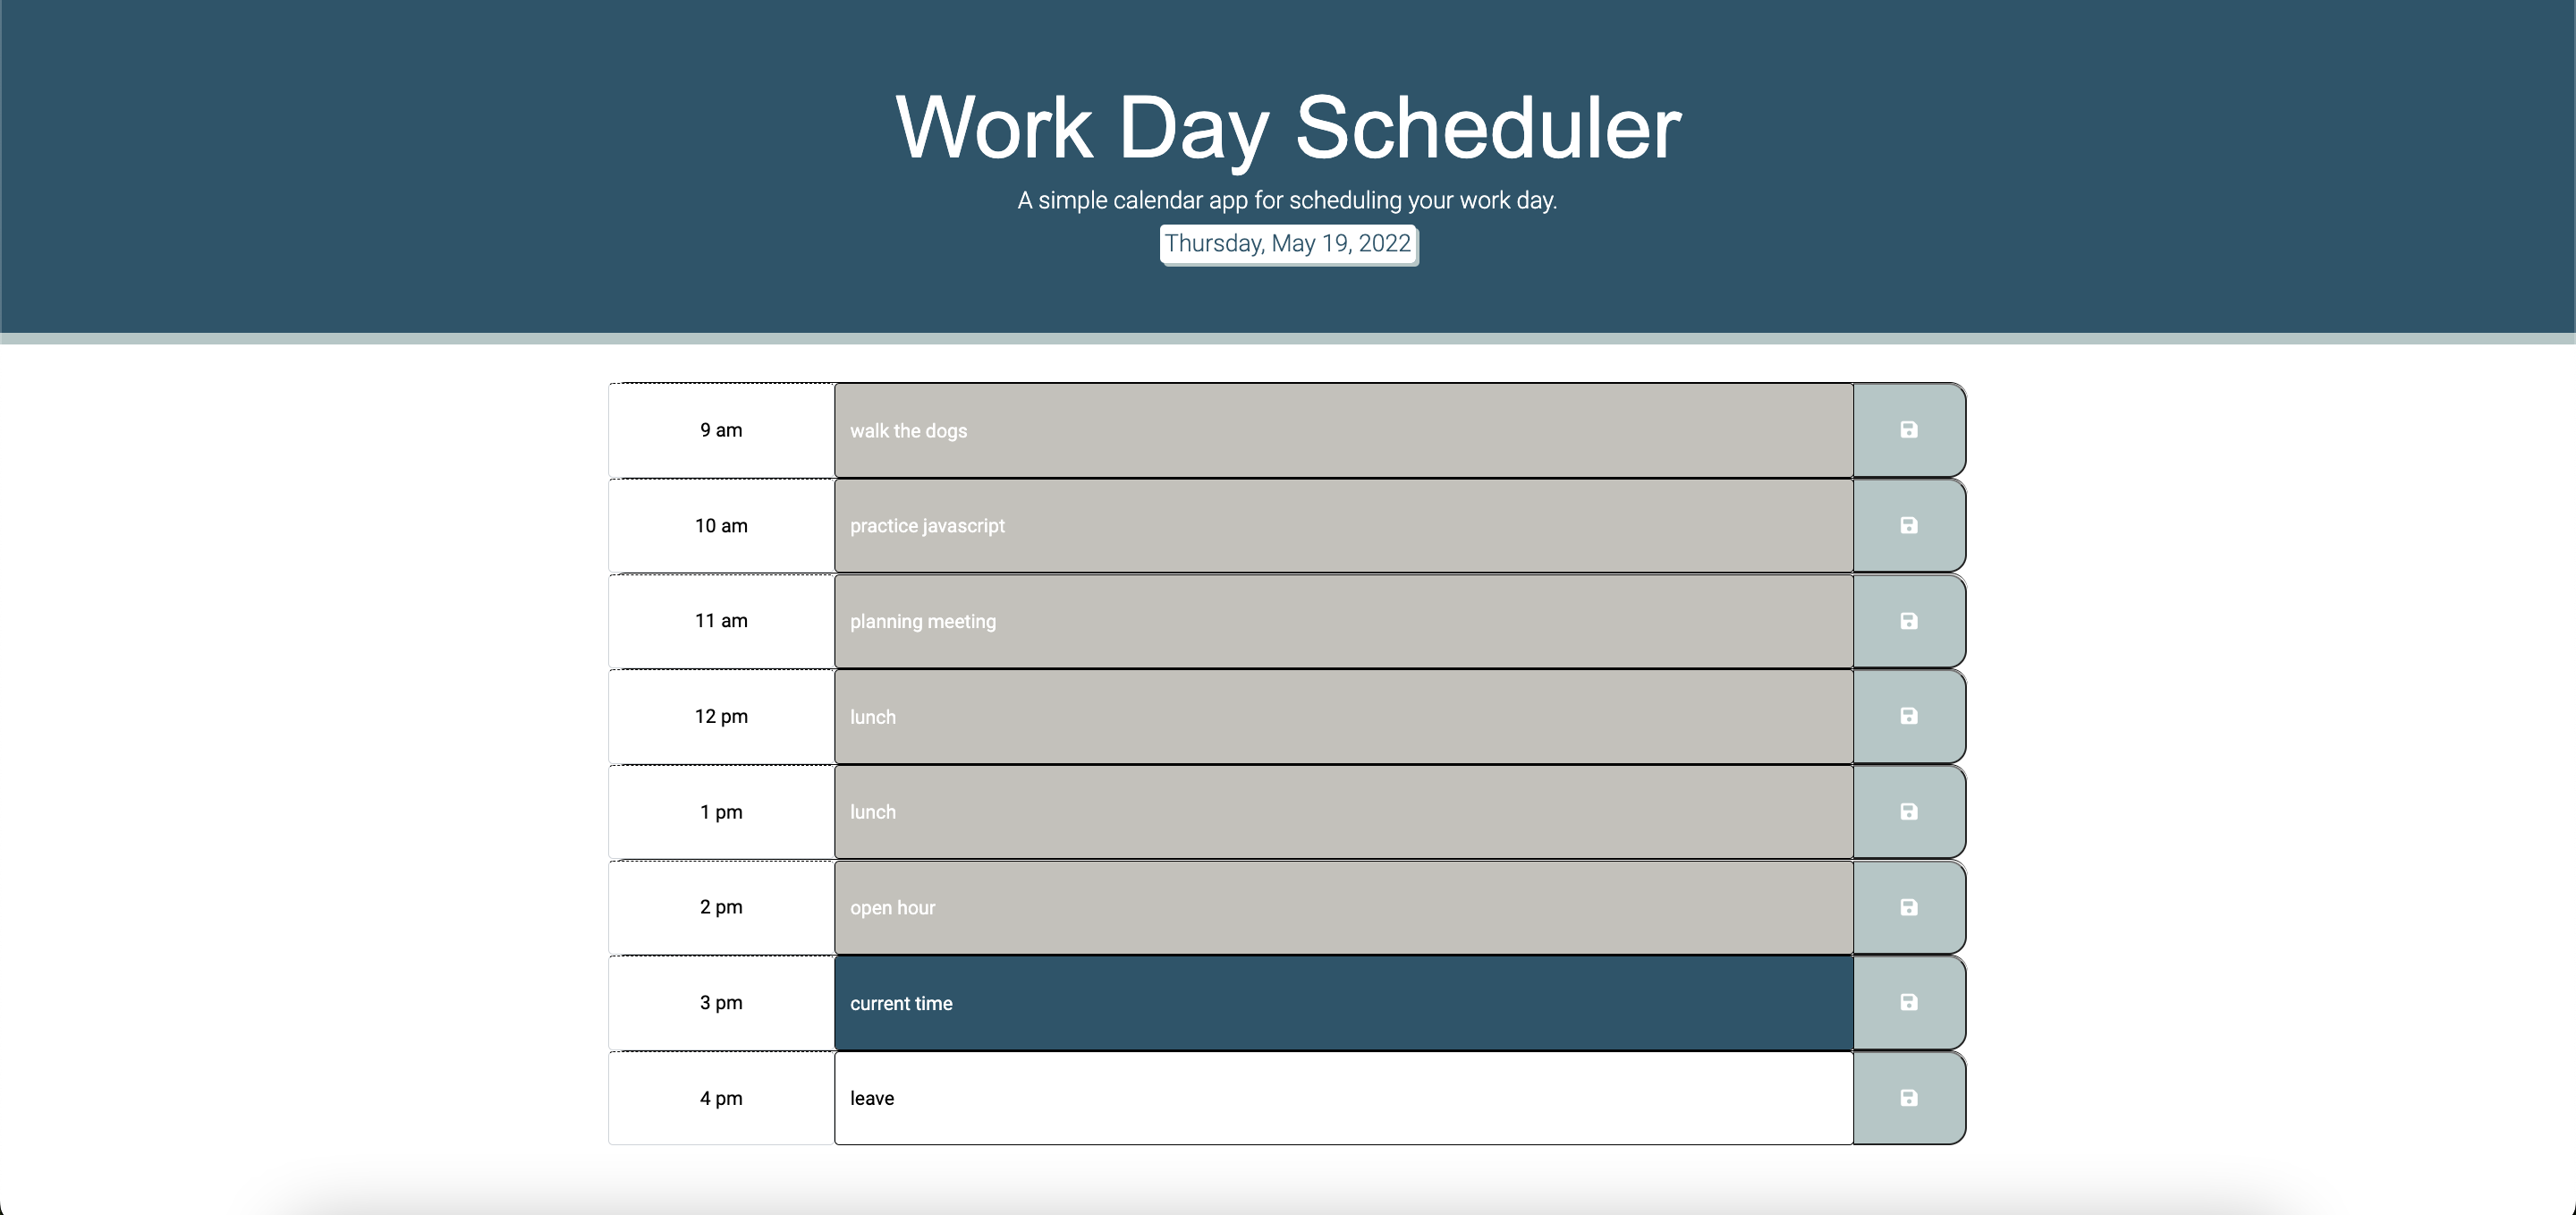 Work Day Scheduler
A simple calendar app for scheduling your work day.
Thursday, May 19, 2022
9 am walk the dogs
10 am practice javascript
11 am planning meeting
12 pm lunch
1 pm lunch
2 pm open hour
3 pm current time
4 pm leave